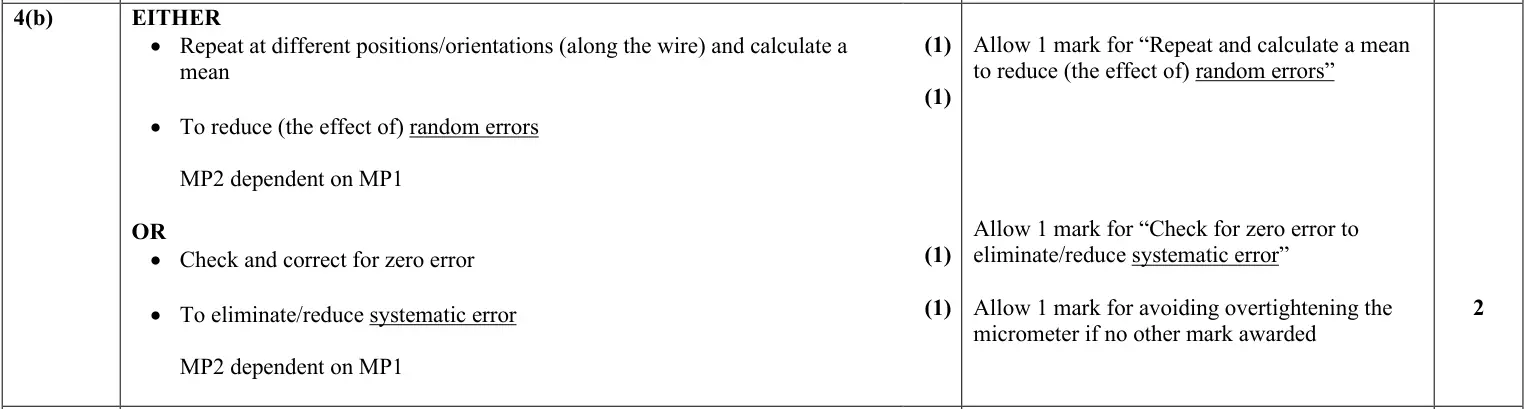 4(b)
EITHER
• Repeat at different positions/orientations (along the wire) and calculate a
mean
(1)
(1)
• To reduce (the effect of) random errors
MP2 dependent on MP1
OR
• Check and correct for zero error
(1)
• To eliminate/reduce systematic error
(1)
MP2 dependent on MP1
Allow 1 mark for “Repeat and calculate a mean
to reduce (the effect of) random errors”
Allow 1 mark for “Check for zero error to
eliminate/reduce systematic error”
Allow 1 mark for avoiding overtightening the
micrometer if no other mark awarded
2